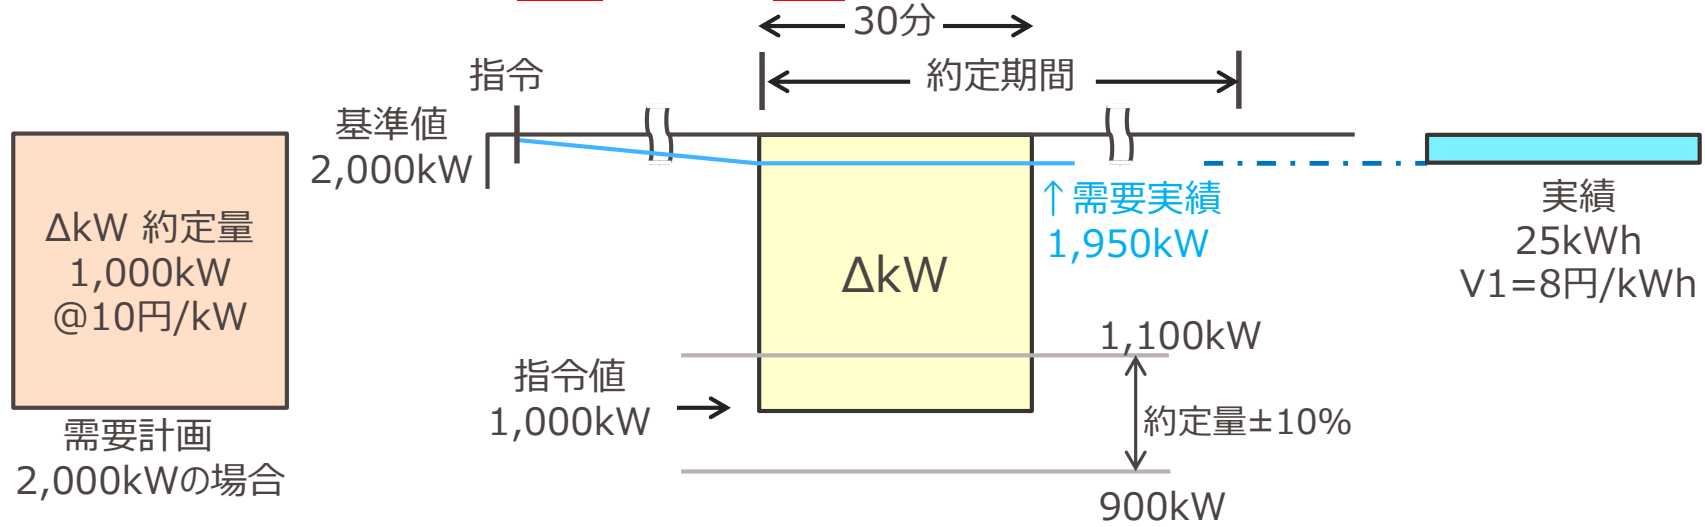 30分
約定期間
指令
基準値
2,000kW
ΔkW 約定量
1,000kW
@10円/kW
需要計画
2,000kWの場合
ΔkW
↑需要実績
1,950kW
指令値
1,000kW
1,100kW
約定量±10%
900kW
実績
25kWh
V1=8円/kWh